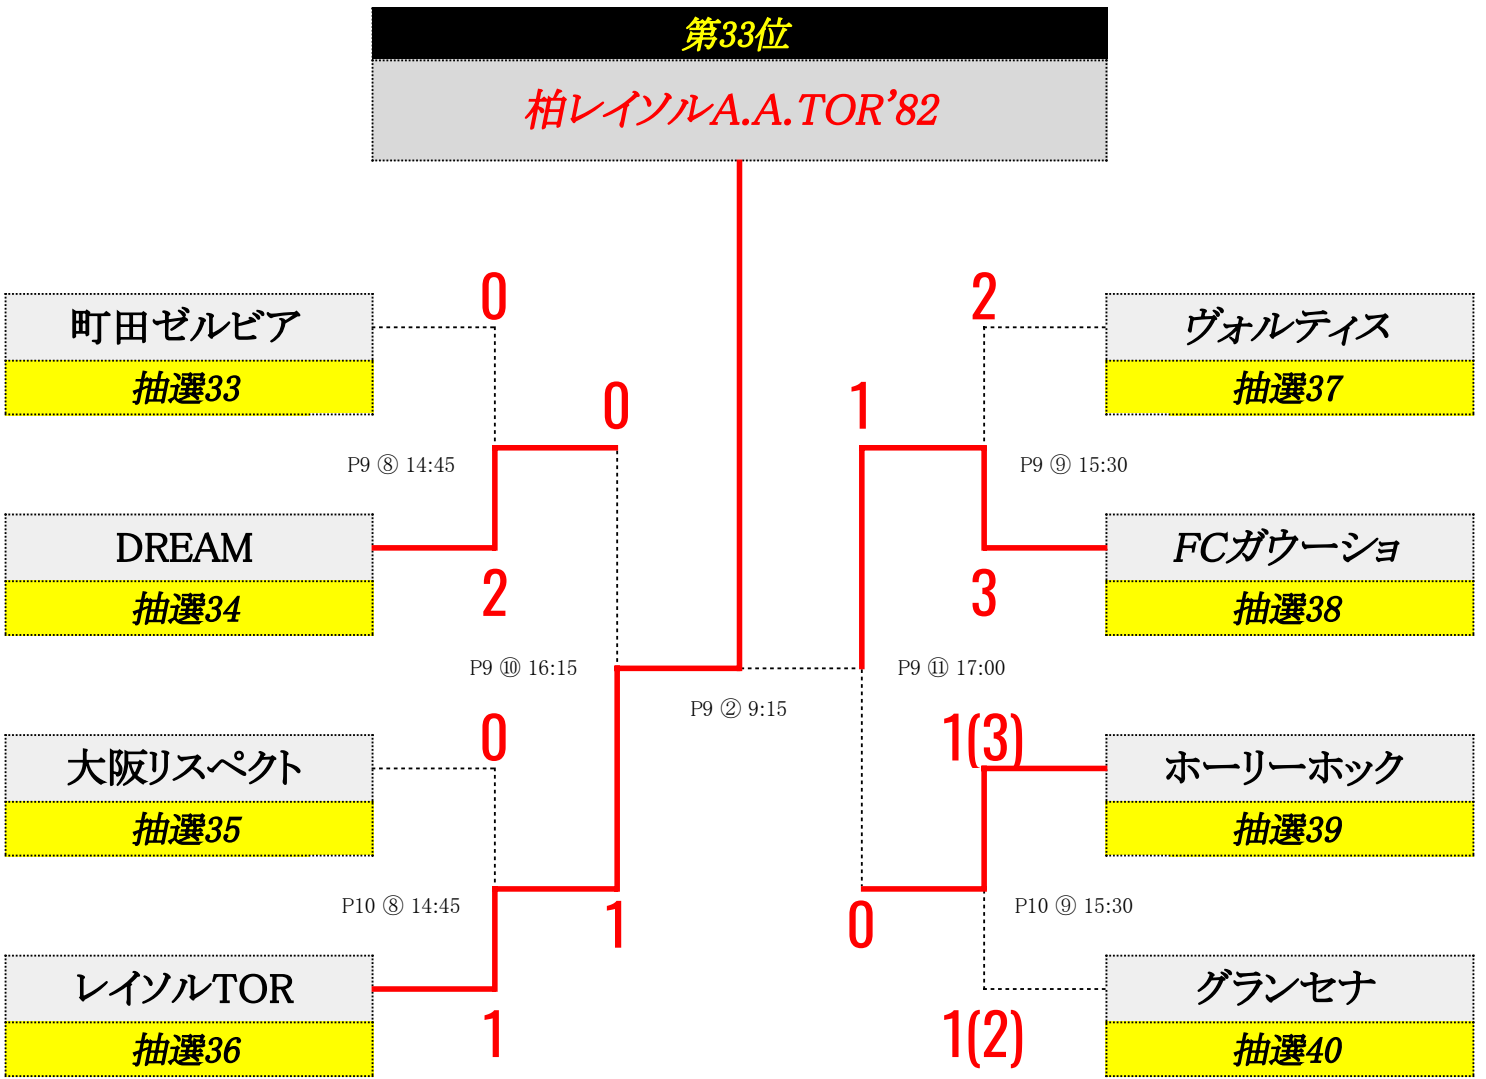 第33位
柏レイソルA.A.TOR’82
0
2
町田ゼルビア
ヴォルティス
抽選33
抽選37
0
1
P9 ⑧ 14:45
P9 ⑨ 15:30
DREAM
FCガウーショ
2
3
抽選34
抽選38
P9 ⑩ 16:15
P9 ⑪ 17:00
P9 ② 9:15
0
1(3)
大阪リスペクト
ホーリーホック
抽選35
抽選39
P10 ⑧ 14:45
P10 ⑨ 15:30
1
0
レイソルTOR
グランセナ
1
1(2)
抽選36
抽選40